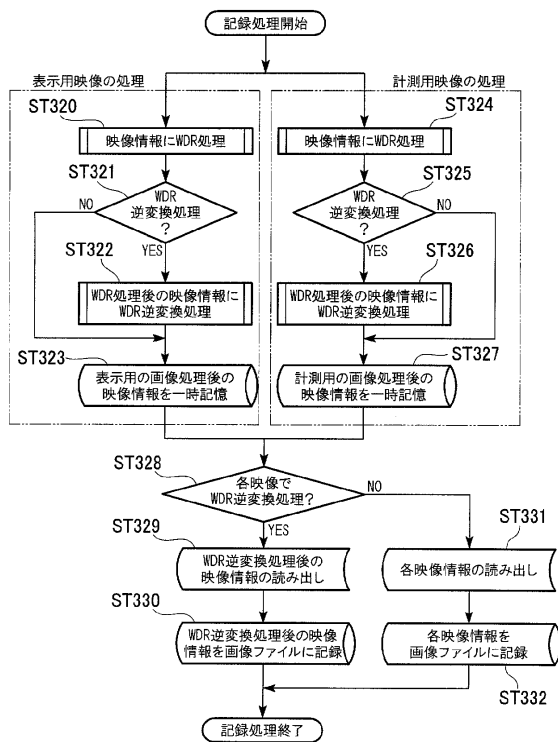 記録処理開始
表示用映像の処理
計測用映像の処理
ST320
映像情報にWDR処理
ST324
映像情報にWDR処理
ST321
WDR
逆変換処理
?
NO
YES
ST325
WDR
逆変換処理
?
NO
YES
ST322
WDR処理後の映像情報に
WDR逆変換処理
ST326
WDR処理後の映像情報に
WDR逆変換処理
ST323
表示用の画像処理後の
映像情報を一時記憶
ST327
計測用の画像処理後の
映像情報を一時記憶
ST328
各映像で
WDR逆変換処理?
NO
YES
ST329
WDR逆変換処理後の
映像情報の読み出し
ST331
各映像情報の読み出し
ST330
WDR逆変換処理後の映像
情報を画像ファイルに記録
各映像情報を
画像ファイルに記録
ST332
記録処理終了